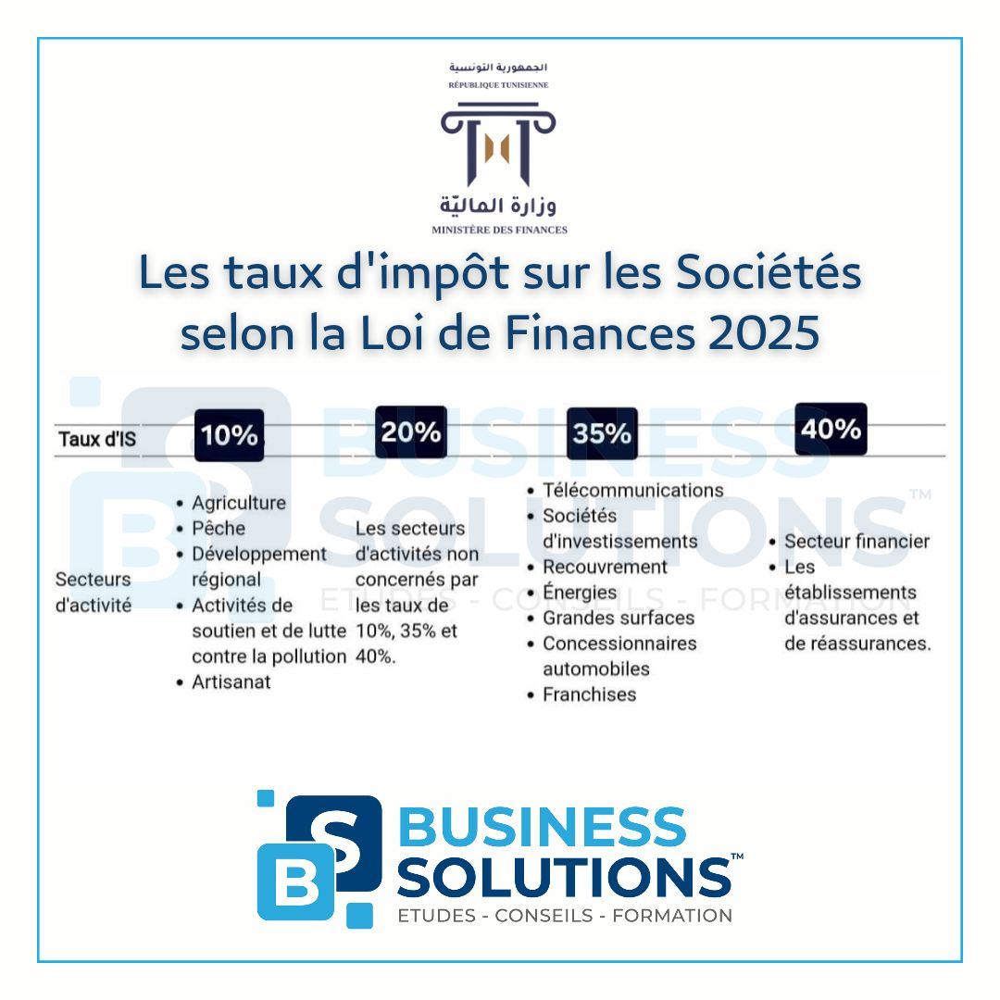 الجمهورية التونسية
RÉPUBLIQUE TUNISIENNE
وزارة الماليّة
MINISTÈRE DES FINANCES
Les taux d'impôt sur les Sociétés
selon la Loi de Finances 2025
BUSINESS
SOLUTIONS™
ETUDES - CONSEILS - FORMATION
Taux d'IS
10%
20%
35%
40%
Secteurs
d'activité
• Agriculture
• Pêche
• Développement
régional
• Activités de
soutien et de lutte
contre la pollution
• Artisanat
Les secteurs
d'activités non
concernés par
les taux de
10%, 35% et
40%.
• Télécommunications
• Sociétés
d'investissements
• Recouvrement
• Énergies
• Grandes surfaces
• Concessionnaires
automobiles
• Franchises
• Secteur financier
• Les
établissements
d'assurances et
de réassurances.
BS
BUSINESS
SOLUTIONS™
ETUDES - CONSEILS - FORMATION